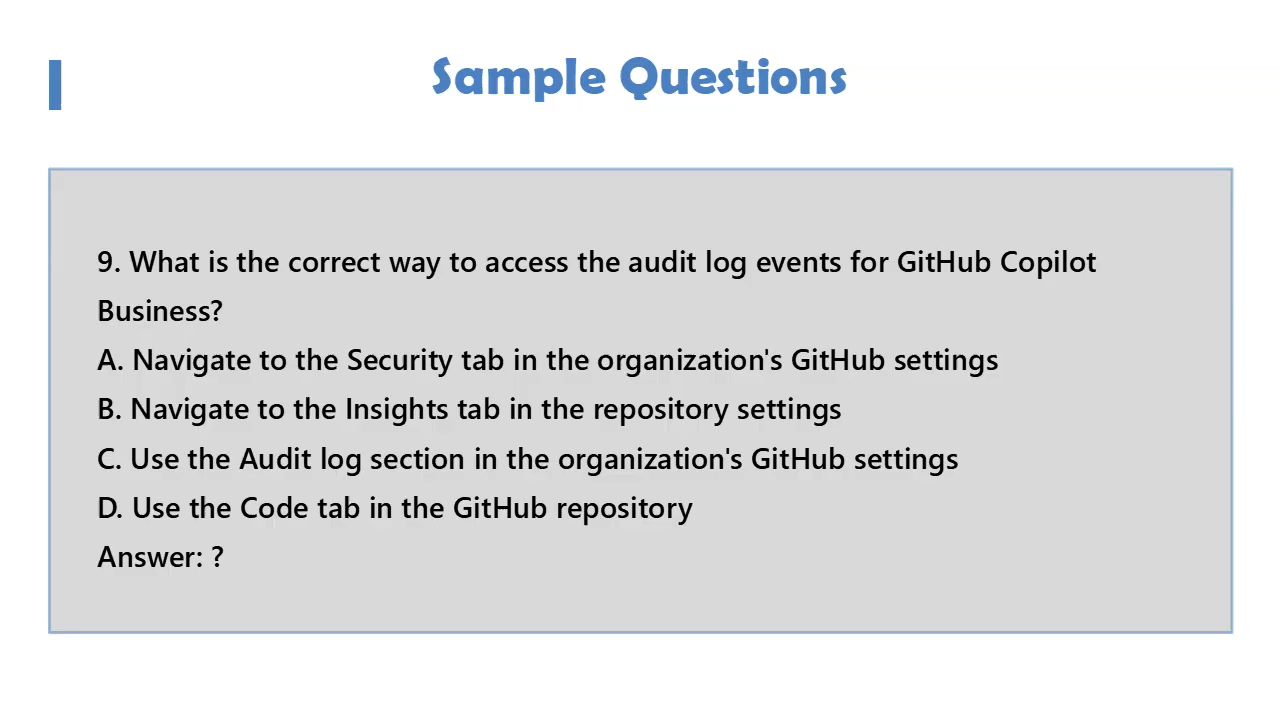 Sample Questions
9. What is the correct way to access the audit log events for GitHub Copilot
Business?
A. Navigate to the Security tab in the organization's GitHub settings
B. Navigate to the Insights tab in the repository settings
C. Use the Audit log section in the organization's GitHub settings
D. Use the Code tab in the GitHub repository
Answer: ?